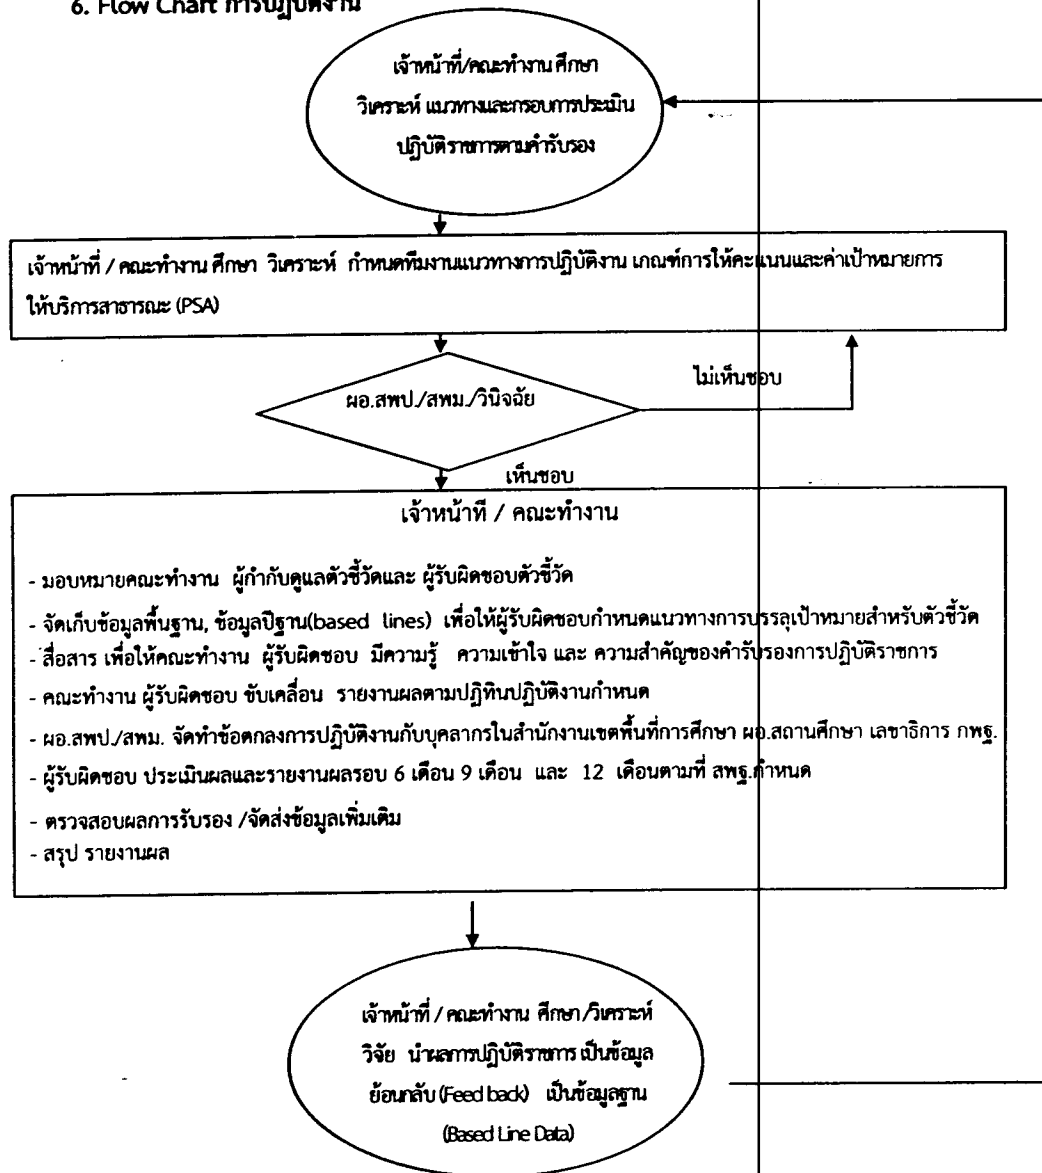 6. Flow Chart การปฏิบัติงาน
เจ้าหน้าที่/คณะทำงาน ศึกษา
วิเคราะห์ แนวทางและกรอบการประเมิน
ปฏิบัติราชการตามคำรับรอง
เจ้าหน้าที่ / คณะทำงาน ศึกษา วิเคราะห์ กำหนดทีมงานแนวทางการปฏิบัติงาน เกณฑ์การให้คะแนนและค่าเป้าหมายการ
ให้บริการสาธารณะ (PSA)
ไม่เห็นชอบ
ผอ.สพป./สพม./วินิจฉัย
เห็นชอบ
เจ้าหน้าที่ / คณะทำงาน
- มอบหมายคณะทำงาน ผู้กำกับดูแลตัวชี้วัดและ ผู้รับผิดชอบตัวชี้วัด
- จัดเก็บข้อมูลพื้นฐาน, ข้อมูลปีฐาน(based lines) เพื่อให้ผู้รับผิดชอบกำหนดแนวทางการบรรลุเป้าหมายสำหรับตัวชี้วัด
- สื่อสาร เพื่อให้คณะทำงาน ผู้รับผิดชอบ มีความรู้ ความเข้าใจ และ ความสำคัญของคำรับรองการปฏิบัติราชการ
- คณะทำงาน ผู้รับผิดชอบ ขับเคลื่อน รายงานผลตามปฏิทินปฏิบัติงานกำหนด
- ผอ.สพป./สพม. จัดทำข้อตกลงการปฏิบัติงานกับบุคลากรในสำนักงานเขตพื้นที่การศึกษา ผอ.สถานศึกษา เลขาธิการ กพฐ.
- ผู้รับผิดชอบ ประเมินผลและรายงานผลรอบ 6 เดือน 9 เดือน และ 12 เดือนตามที่ สพฐ.กำหนด
- ตรวจสอบผลการรับรอง /จัดส่งข้อมูลเพิ่มเติม
- สรุป รายงานผล
เจ้าหน้าที่ / คณะทำงาน ศึกษา/วิเคราะห์
วิจัย นำผลการปฏิบัติราชการ เป็นข้อมูล
ย้อนกลับ (Feed back) เป็นข้อมูลฐาน
(Based Line Data)